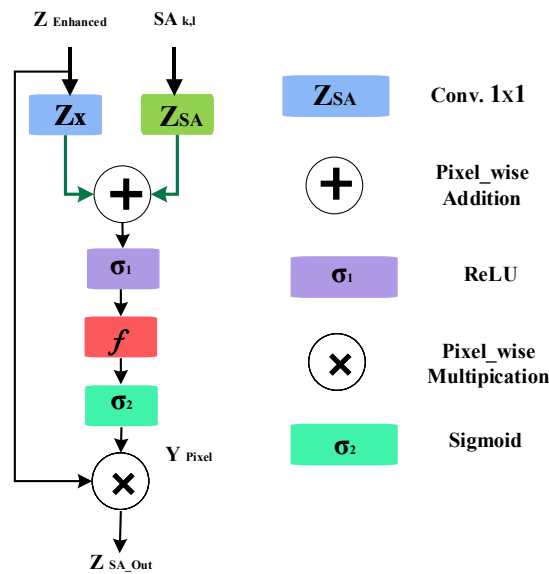 Z Enhanced
SA k,l
Zx
ZSA
+
σ1
f
σ2
Y Pixel
×
Z SA_Out
ZSA
Conv. 1x1
+
Pixel_wise
Addition
σ1
ReLU
×
Pixel_wise
Multipication
σ2
Sigmoid